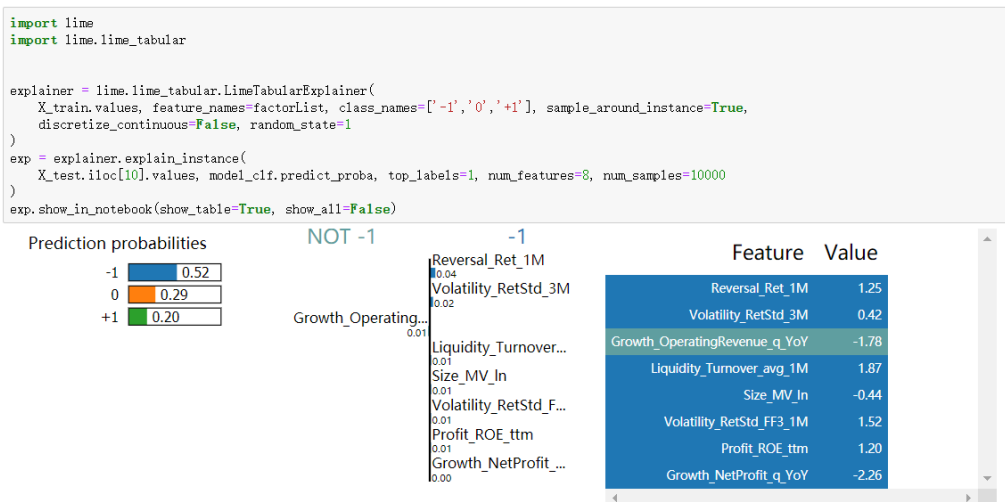 import lime
import lime.lime_tabular
explainer = lime.lime_tabular.LimeTabularExplainer(
    X_train.values, feature_names=factorList, class_names=['-1','0','+1'], sample_around_instance=True,
    discretize_continuous=False, random_state=1
)
exp = explainer.explain_instance(
    X_test.iloc[10].values, model_clf.predict_proba, top_labels=1, num_features=8, num_samples=10000
)
exp.show_in_notebook(show_table=True, show_all=False)
Prediction probabilities
-1 0.52
0 0.29
+1 0.20
NOT -1 -1
Reversal_Ret_1M
0.04
Volatility_RetStd_3M
0.02
Growth_Operating...
0.01
Liquidity_Turnover...
0.01
Size_MV_ln
0.01
Volatility_RetStd_F...
0.01
Profit_ROE_ttm
0.01
Growth_NetProfit_...
0.00
Feature Value
Reversal_Ret_1M 1.25
Volatility_RetStd_3M 0.42
Growth_OperatingRevenue_q_YoY -1.78
Liquidity_Turnover_avg_1M 1.87
Size_MV_ln -0.44
Volatility_RetStd_FF3_1M 1.52
Profit_ROE_ttm 1.20
Growth_NetProfit_q_YoY -2.26